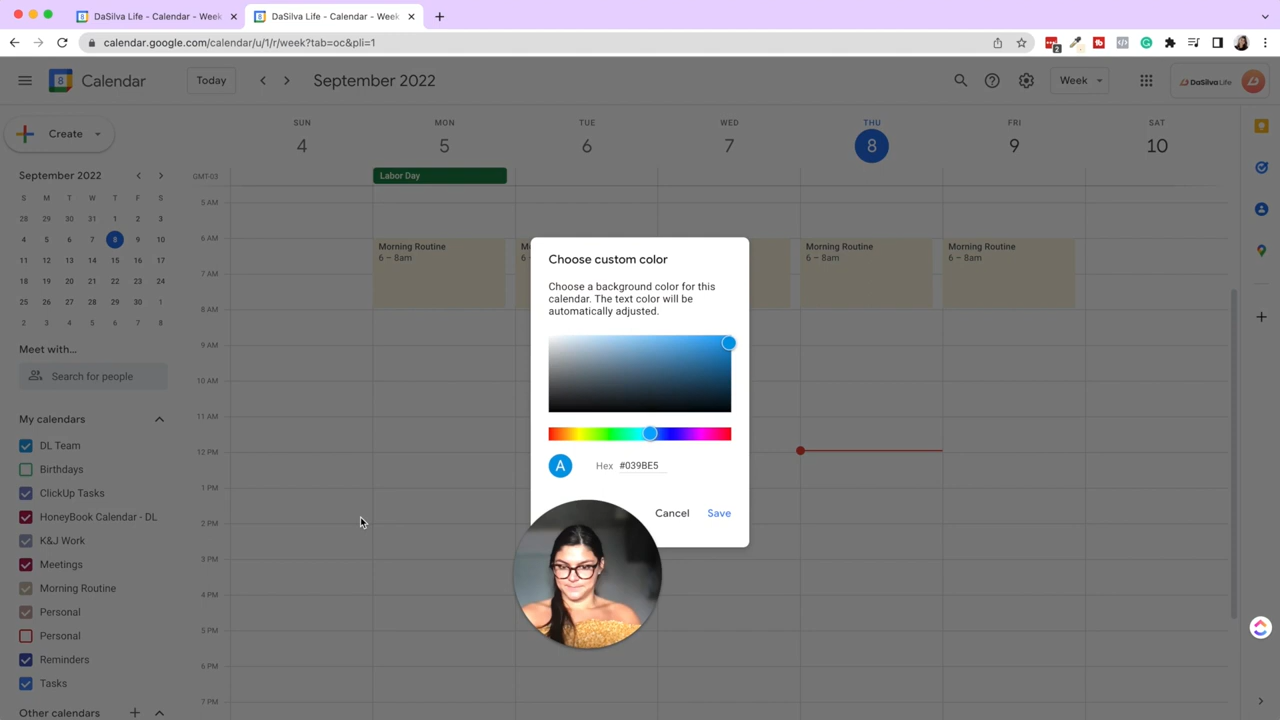 DaSilva Life - Calendar - Week
DaSilva Life - Calendar - Week
calendar.google.com/calendar/u/1/r/week?tab=oc&pli=1
2
8
Calendar
Today
September 2022
Week
DaSilva Life
Create
SUN
MON
TUE
WED
THU
FRI
SAT
4
5
6
7
8
9
10
GMT-03
Labor Day
September 2022
S M T W T F S
28 29 30 31 1 2 3
4 5 6 7 8 9 10
11 12 13 14 15 16 17
18 19 20 21 22 23 24
25 26 27 28 29 30 1
2 3 4 5 6 7 8
Meet with...
Search for people
My calendars
DL Team
Birthdays
ClickUp Tasks
HoneyBook Calendar - DL
K&J Work
Meetings
Morning Routine
Personal
Personal
Reminders
Tasks
Other calendars
5 AM
6 AM
7 AM
8 AM
9 AM
10 AM
11 AM
12 PM
1 PM
2 PM
3 PM
4 PM
5 PM
6 PM
7 PM
Morning Routine
6 – 8am
M
6
Morning Routine
6 – 8am
Morning Routine
6 – 8am
Choose custom color
Choose a background color for this
calendar. The text color will be
automatically adjusted.
A
Hex #039BE5
Cancel
Save